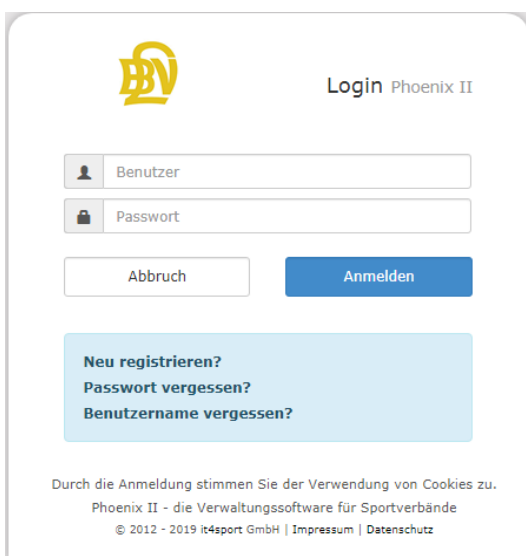 BBV
Login Phoenix II
Benutzer
Passwort
Abbruch
Anmelden
Neu registrieren?
Passwort vergessen?
Benutzername vergessen?
Durch die Anmeldung stimmen Sie der Verwendung von Cookies zu.
Phoenix II - die Verwaltungssoftware für Sportverbände
© 2012 - 2019 it4sport GmbH | Impressum | Datenschutz